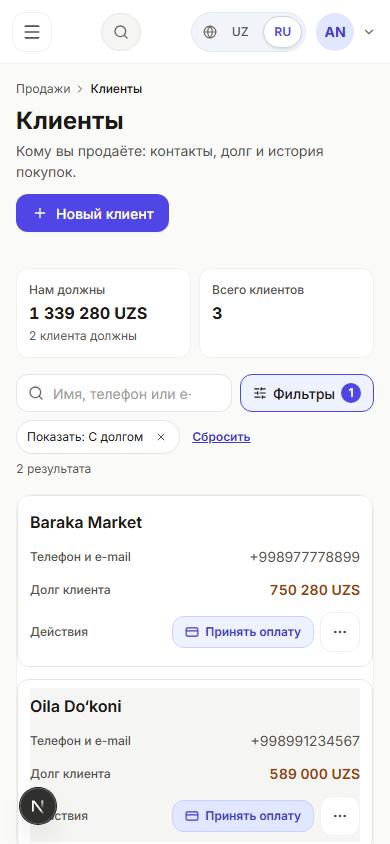 UZ RU AN
Продажи > Клиенты
Клиенты
Кому вы продаёте: контакты, долг и история
покупок.
+ Новый клиент
Нам должны
1 339 280 UZS
2 клиента должны
Всего клиентов
3
Имя, телефон или e-
Фильтры 1
Показать: С долгом ×
Сбросить
2 результата
Baraka Market
Телефон и e-mail +998977778899
Долг клиента 750 280 UZS
Действия Принять оплату ···
Oila Do‘koni
Телефон и e-mail +998991234567
Долг клиента 589 000 UZS
N ствия Принять оплату ···